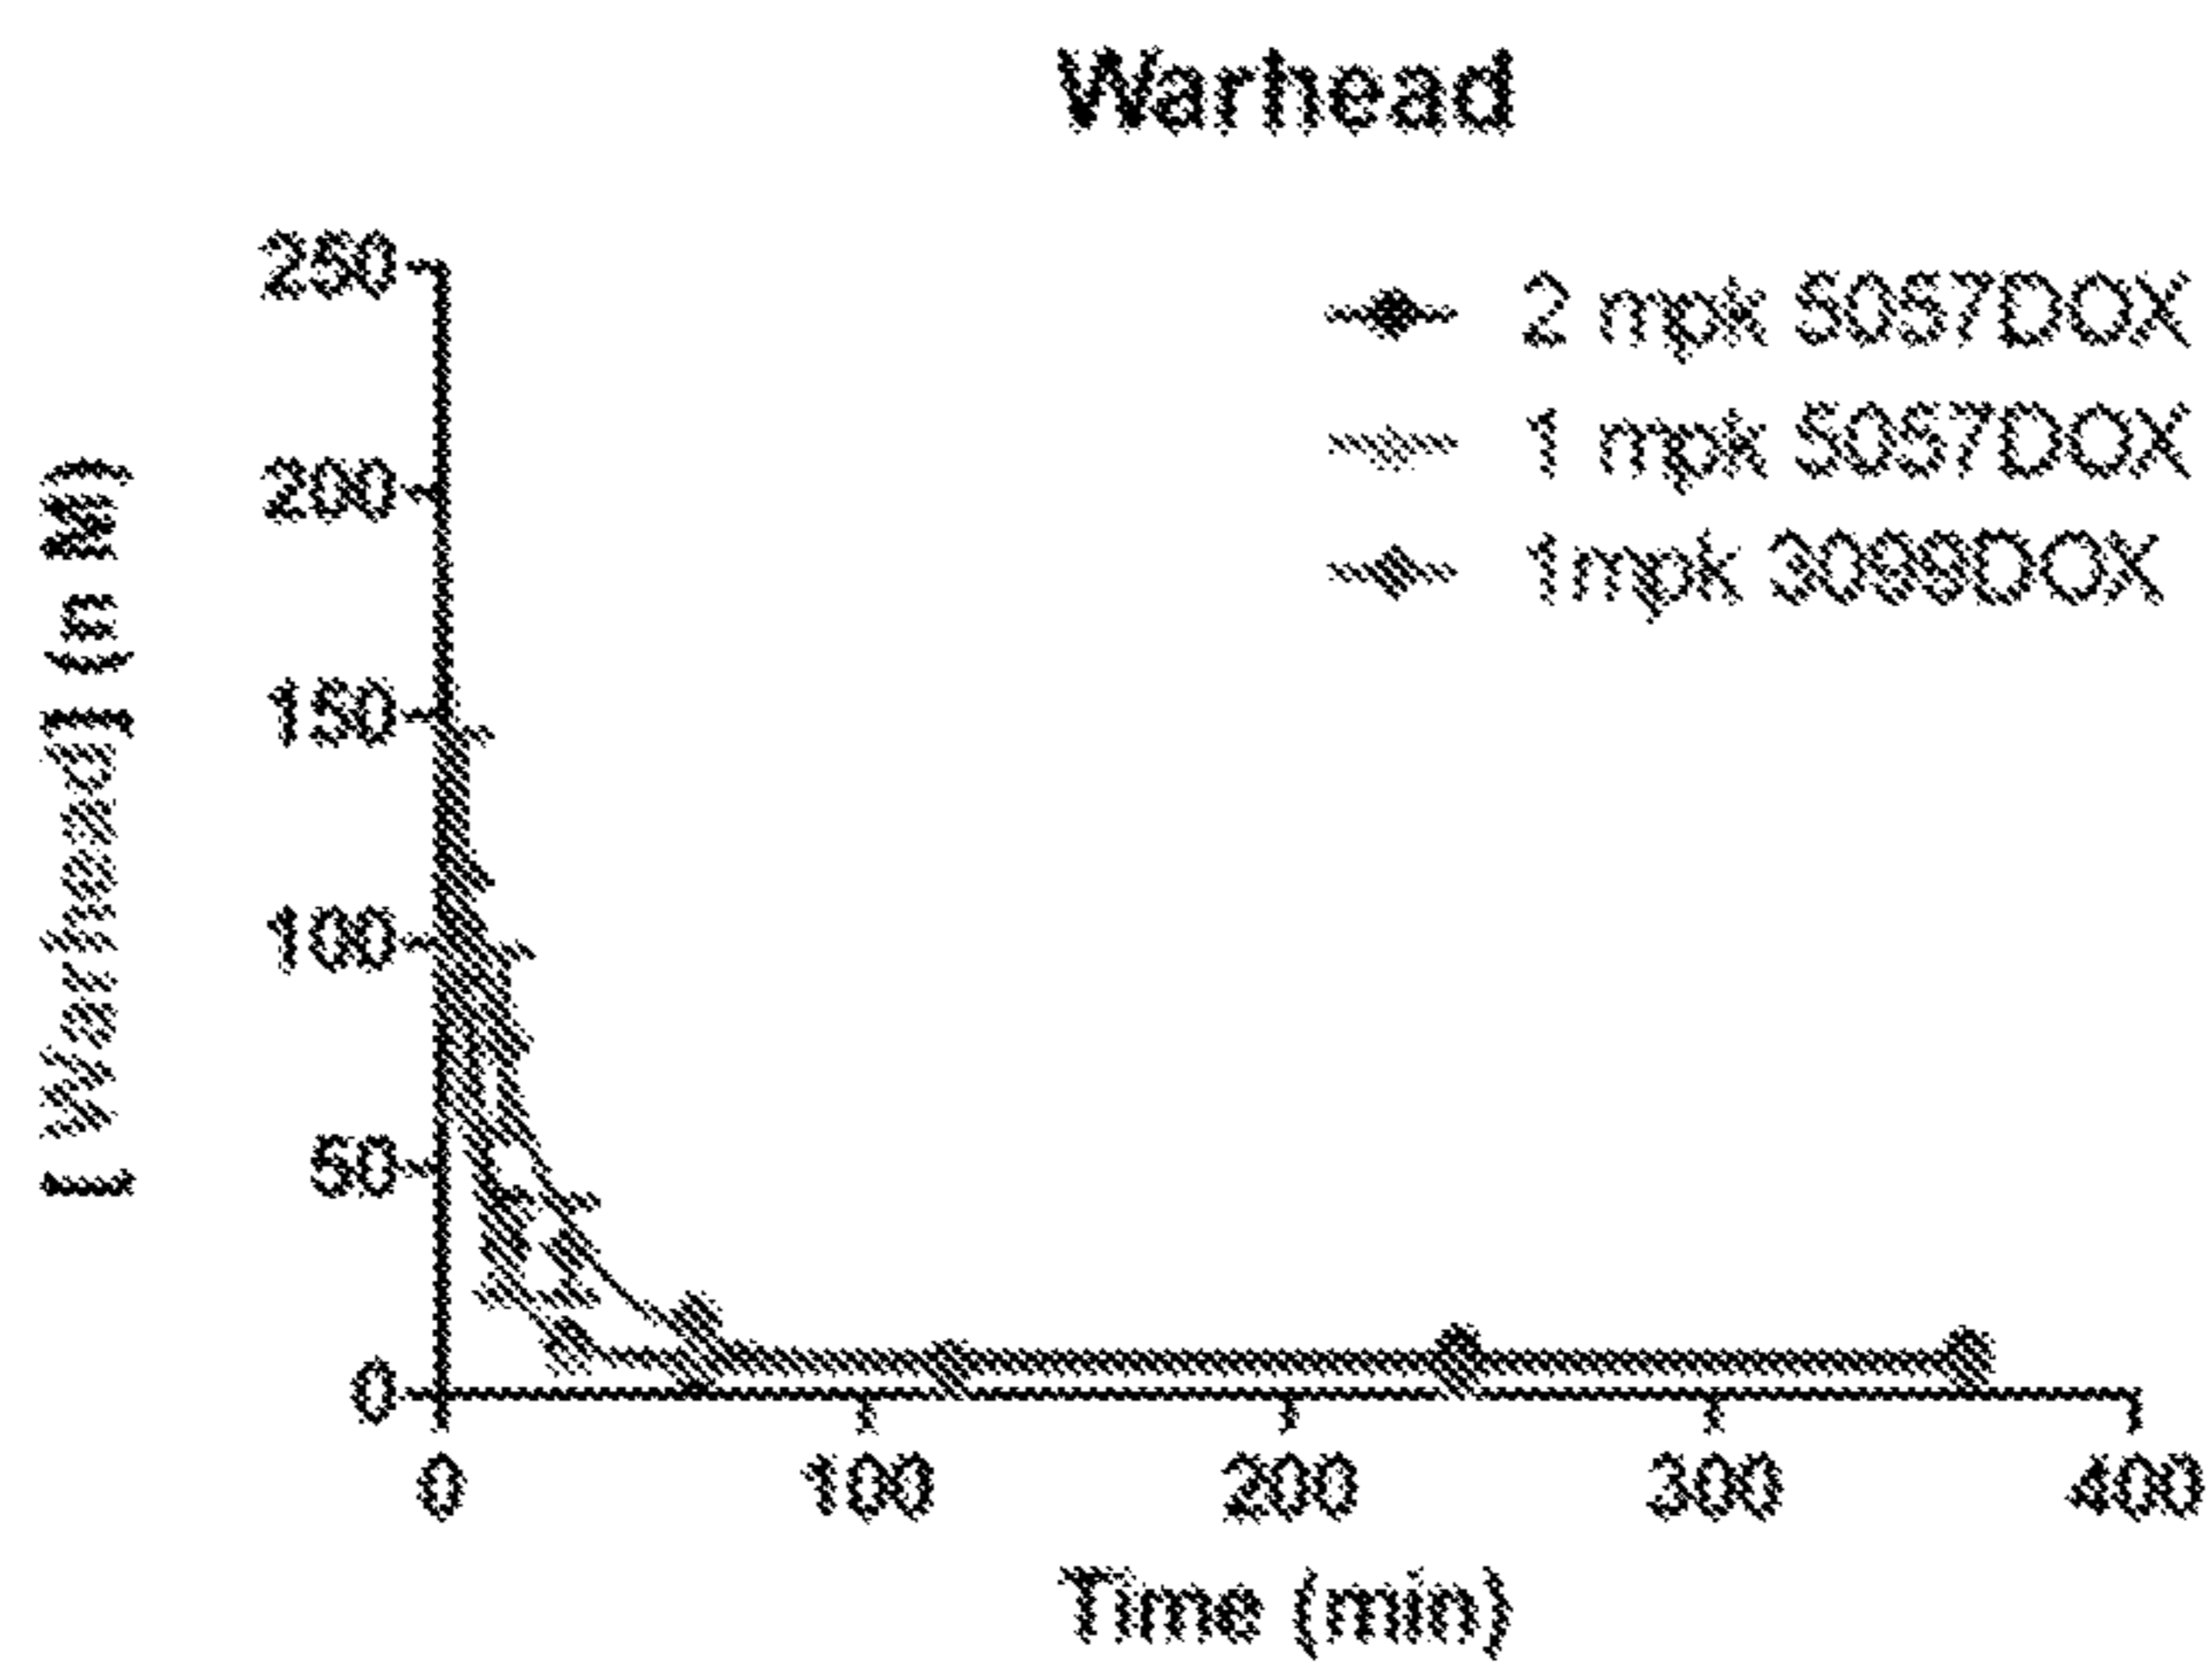 Warhead
250
200
150
100
50
0
[ Warhead ] (n M)
2 mpk 5057DOX
1 mpk 5057DOX
1mpk 3099DOX
0 100 200 300 400
Time (min)